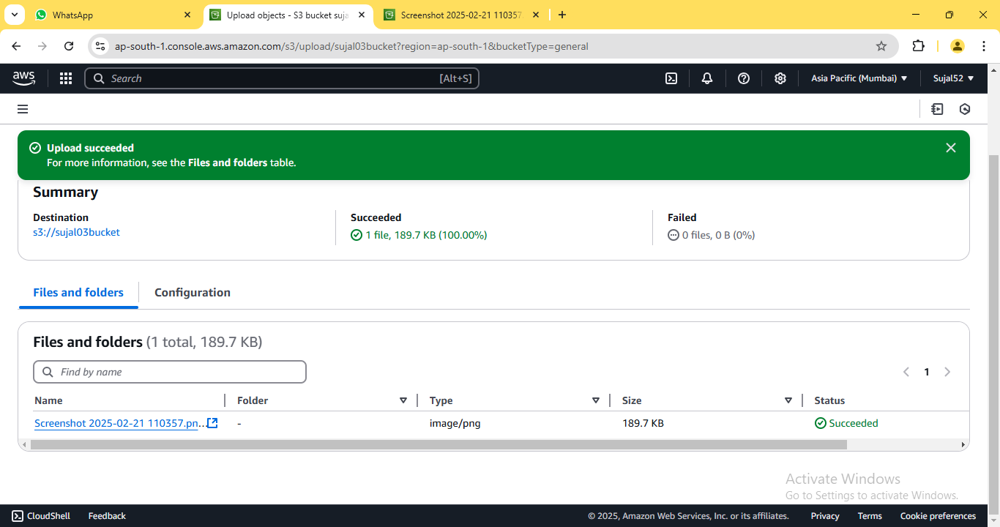 WhatsApp
Upload objects - S3 bucket suja
Screenshot 2025-02-21 110357.
ap-south-1.console.aws.amazon.com/s3/upload/sujal03bucket?region=ap-south-1&bucketType=general
aws
Search
[Alt+S]
Asia Pacific (Mumbai)
Sujal52
Upload succeeded
For more information, see the Files and folders table.
Summary
Destination
s3://sujal03bucket
Succeeded
1 file, 189.7 KB (100.00%)
Failed
0 files, 0 B (0%)
Files and folders
Configuration
Files and folders (1 total, 189.7 KB)
Find by name
1
Name Folder Type Size Status
Screenshot 2025-02-21 110357.pn... - image/png 189.7 KB Succeeded
Activate Windows
Go to Settings to activate Windows.
CloudShell Feedback © 2025, Amazon Web Services, Inc. or its affiliates. Privacy Terms Cookie preferences